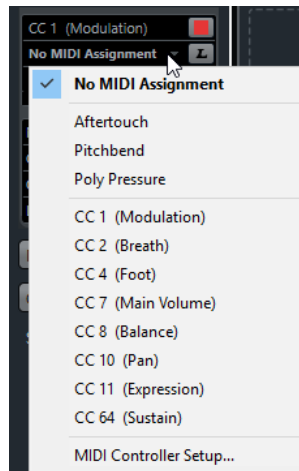 CC 1 (Modulation)
No MIDI Assignment L
No MIDI Assignment
Aftertouch
Pitchbend
Poly Pressure
CC 1 (Modulation)
CC 2 (Breath)
CC 4 (Foot)
CC 7 (Main Volume)
CC 8 (Balance)
CC 10 (Pan)
CC 11 (Expression)
CC 64 (Sustain)
MIDI Controller Setup...